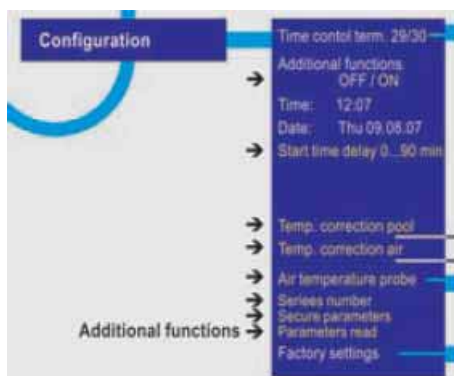 Configuration
Time contol term. 29/30
Additional functions
OFF / ON
Time: 12:07
Date: Thu 09.08.07
Start time delay 0...90 min
Temp. correction pool
Temp. correction air
Air temperature probe
Seriees number
Secure parameters
Additional functions → Parameters read
Factory settings